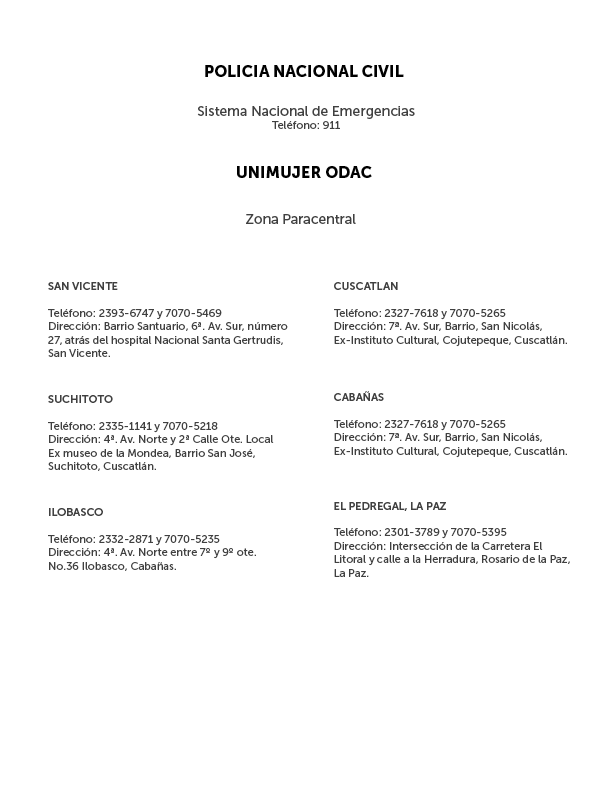 POLICIA NACIONAL CIVIL
Sistema Nacional de Emergencias
Teléfono: 911
UNIMUJER ODAC
Zona Paracentral
SAN VICENTE
Teléfono: 2393-6747 y 7070-5469
Dirección: Barrio Santuario, 6ª. Av. Sur, número
27, atrás del hospital Nacional Santa Gertrudis,
San Vicente.
SUCHITOTO
Teléfono: 2335-1141 y 7070-5218
Dirección: 4ª. Av. Norte y 2ª Calle Ote. Local
Ex museo de la Mondea, Barrio San José,
Suchitoto, Cuscatlán.
ILOBASCO
Teléfono: 2332-2871 y 7070-5235
Dirección: 4ª. Av. Norte entre 7º y 9º ote.
No.36 Ilobasco, Cabañas.
CUSCATLAN
Teléfono: 2327-7618 y 7070-5265
Dirección: 7ª. Av. Sur, Barrio, San Nicolás,
Ex-Instituto Cultural, Cojutepeque, Cuscatlán.
CABAÑAS
Teléfono: 2327-7618 y 7070-5265
Dirección: 7ª. Av. Sur, Barrio, San Nicolás,
Ex-Instituto Cultural, Cojutepeque, Cuscatlán.
EL PEDREGAL, LA PAZ
Teléfono: 2301-3789 y 7070-5395
Dirección: Intersección de la Carretera El
Litoral y calle a la Herradura, Rosario de la Paz,
La Paz.